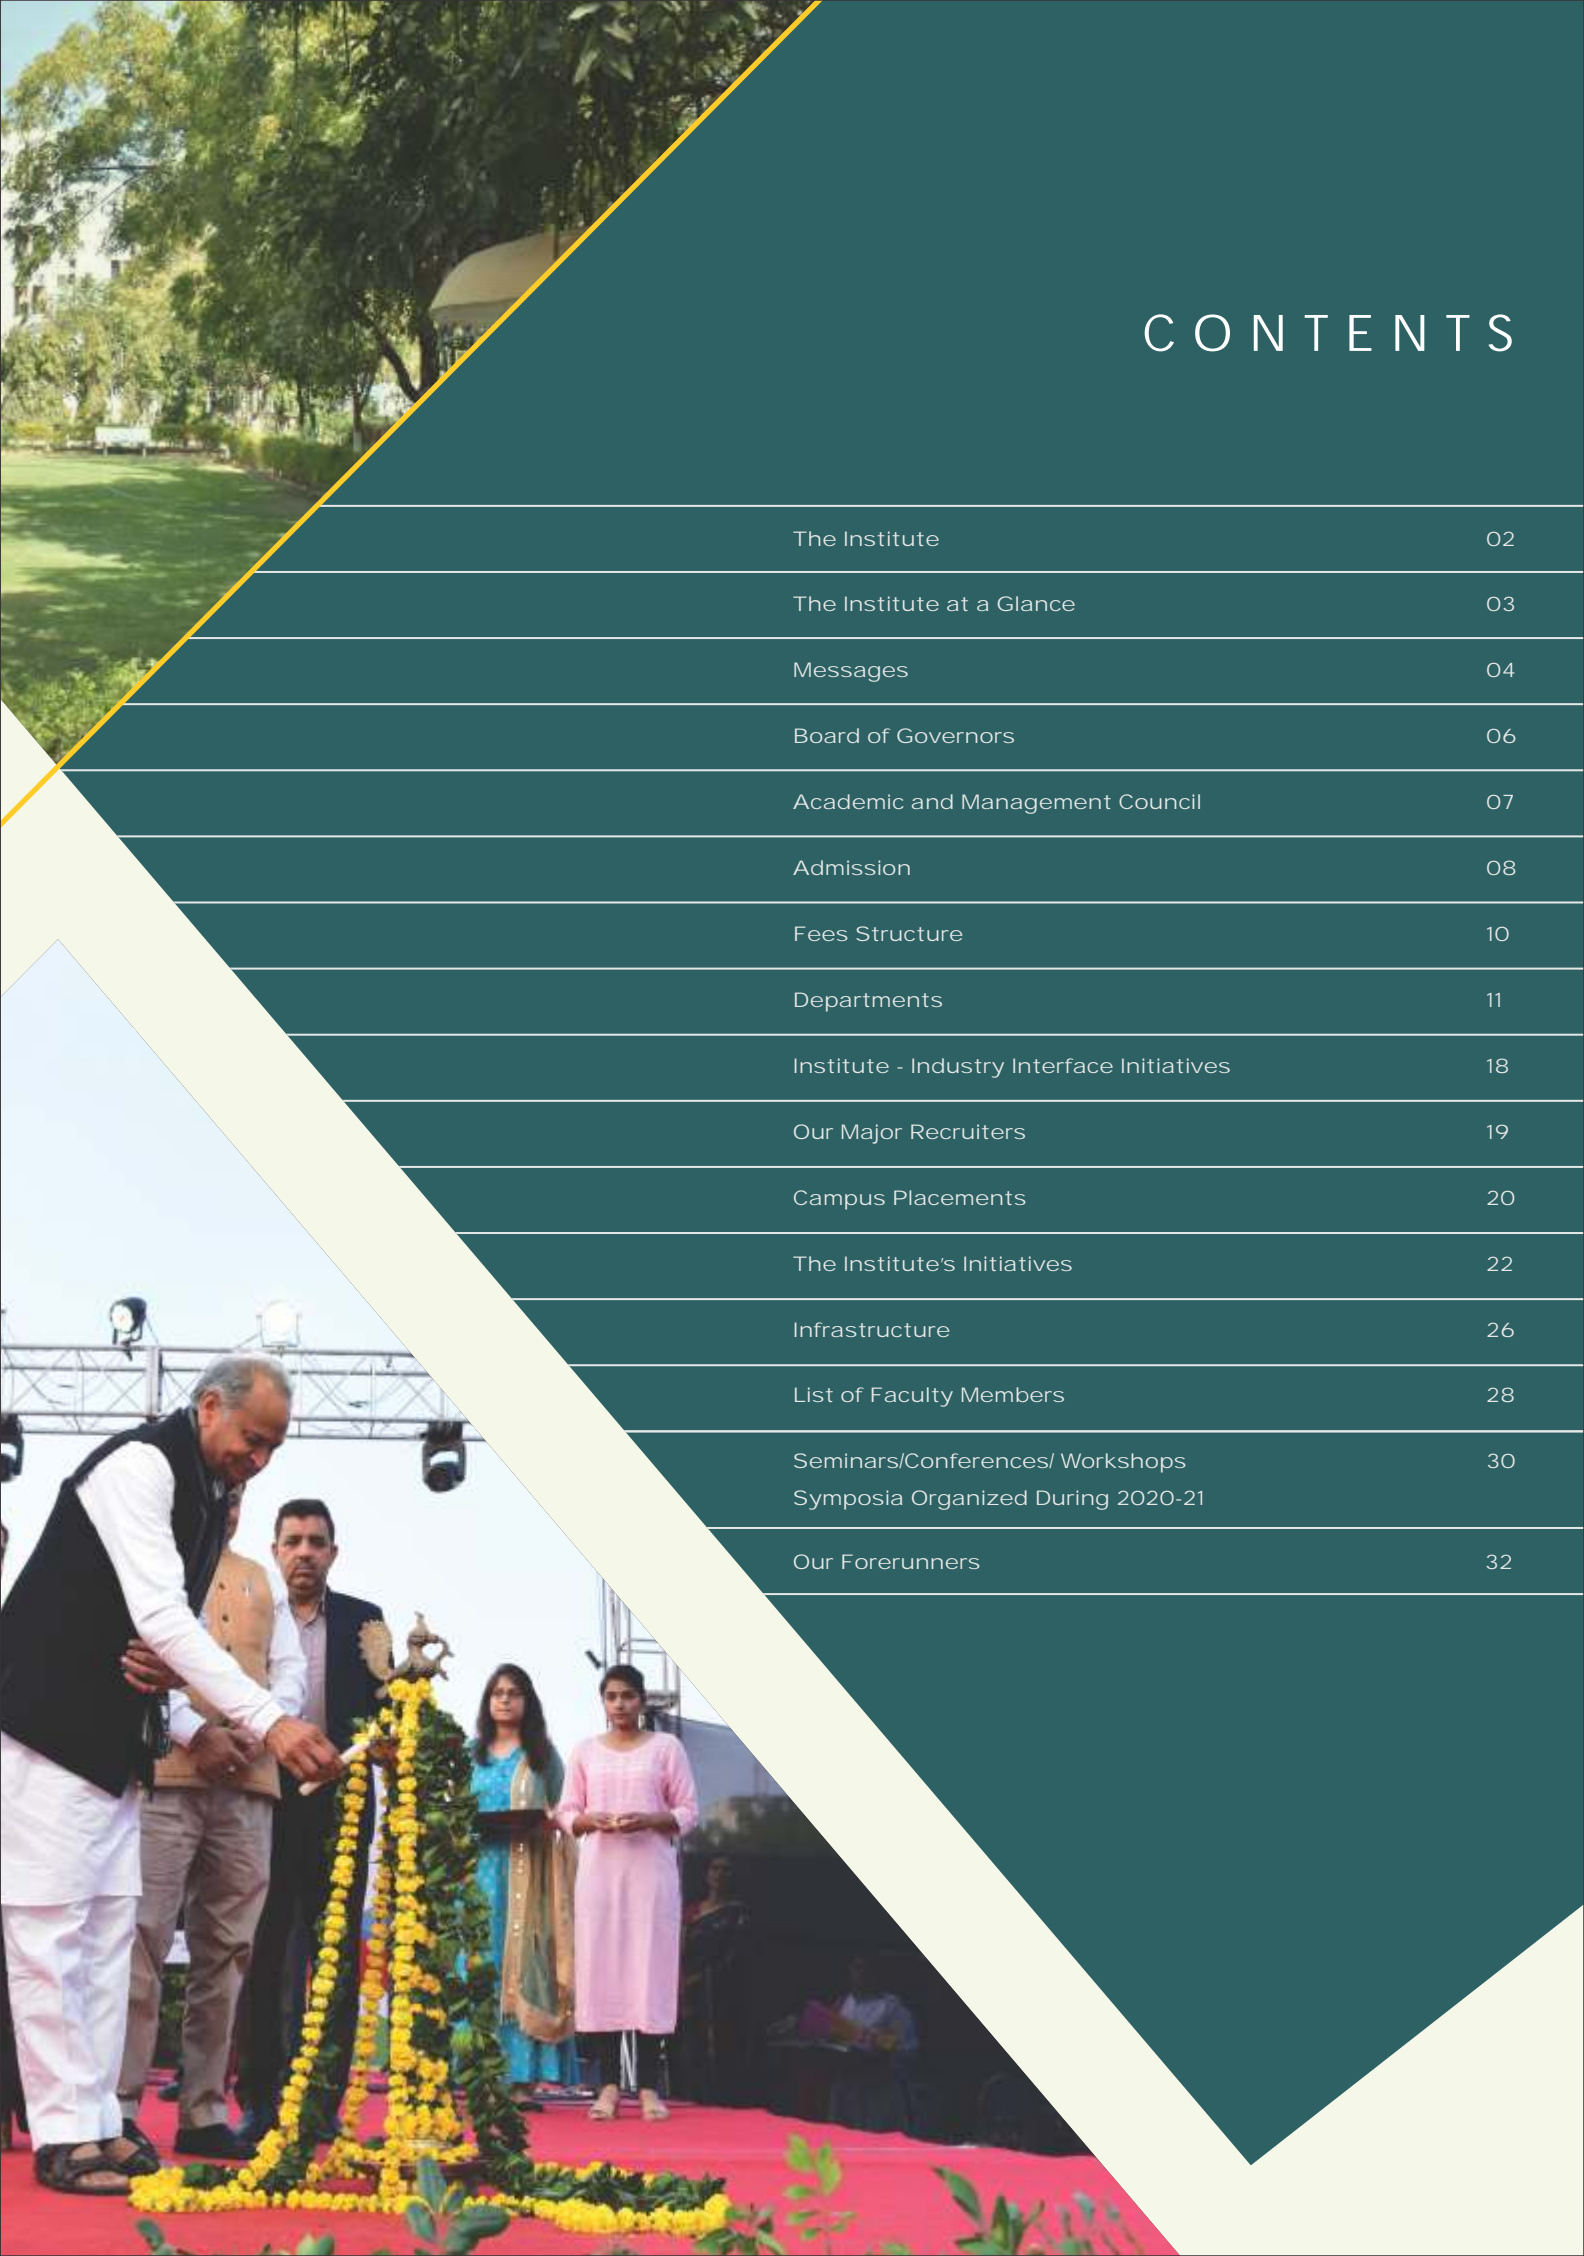 CONTENTS
The Institute 02
The Institute at a Glance 03
Messages 04
Board of Governors 06
Academic and Management Council 07
Admission 08
Fees Structure 10
Departments 11
Institute - Industry Interface Initiatives 18
Our Major Recruiters 19
Campus Placements 20
The Institute's Initiatives 22
Infrastructure 26
List of Faculty Members 28
Seminars/Conferences/ Workshops 30
Symposia Organized During 2020-21
Our Forerunners 32